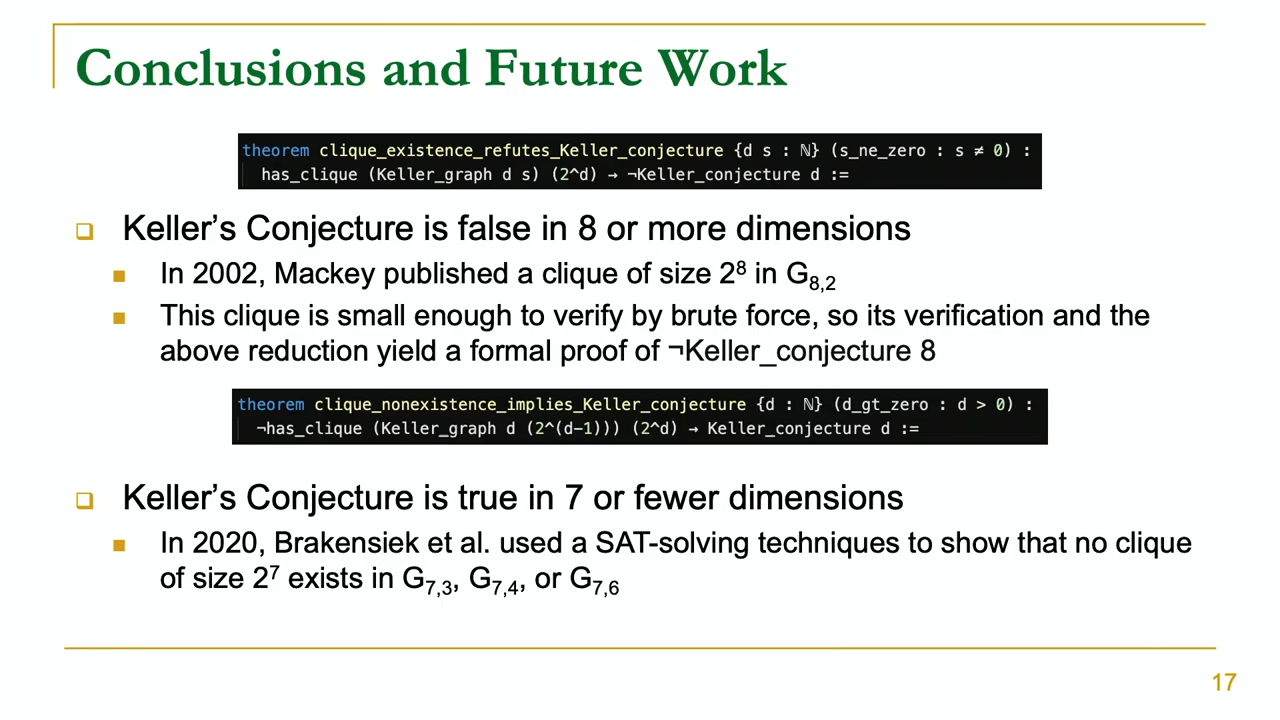 Conclusions and Future Work
theorem clique_existence_refutes_Keller_conjecture {d s : ℕ} (s_ne_zero : s ≠ 0) :
has_clique (Keller_graph d s) (2^d) → ¬Keller_conjecture d :=
Keller’s Conjecture is false in 8 or more dimensions
In 2002, Mackey published a clique of size 2⁸ in G₈,₂
This clique is small enough to verify by brute force, so its verification and the
above reduction yield a formal proof of ¬Keller_conjecture 8
theorem clique_nonexistence_implies_Keller_conjecture {d : ℕ} (d_gt_zero : d > 0) :
¬has_clique (Keller_graph d (2^(d-1))) (2^d) → Keller_conjecture d :=
Keller’s Conjecture is true in 7 or fewer dimensions
In 2020, Brakensiek et al. used a SAT-solving techniques to show that no clique
of size 2⁷ exists in G₇,₃, G₇,₄, or G₇,₆
17